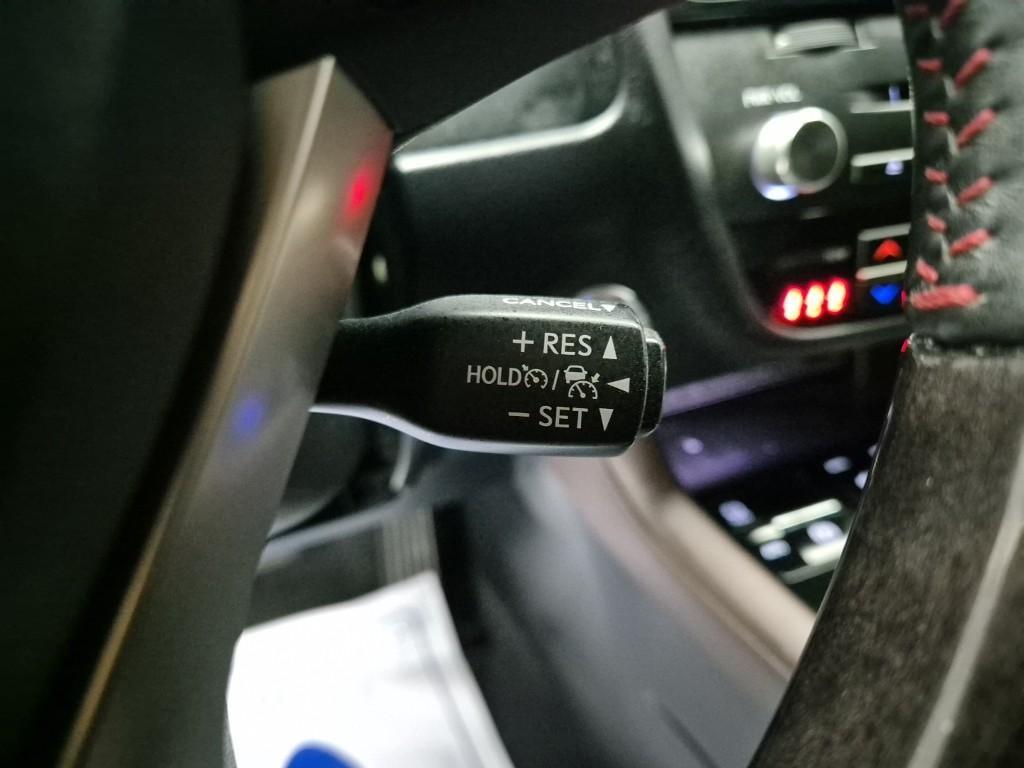 CANCEL▼
+ RES ▲
HOLD / ◄
− SET ▼